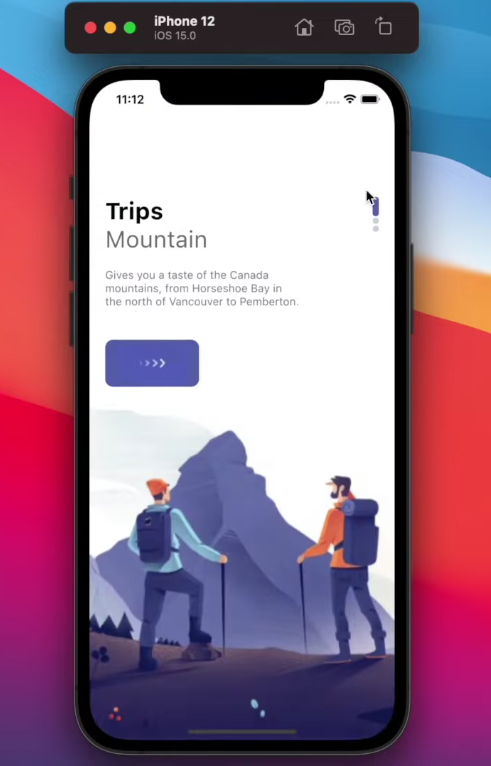 iPhone 12
iOS 15.0
11:12
Trips
Mountain
Gives you a taste of the Canada
mountains, from Horseshoe Bay in
the north of Vancouver to Pemberton.